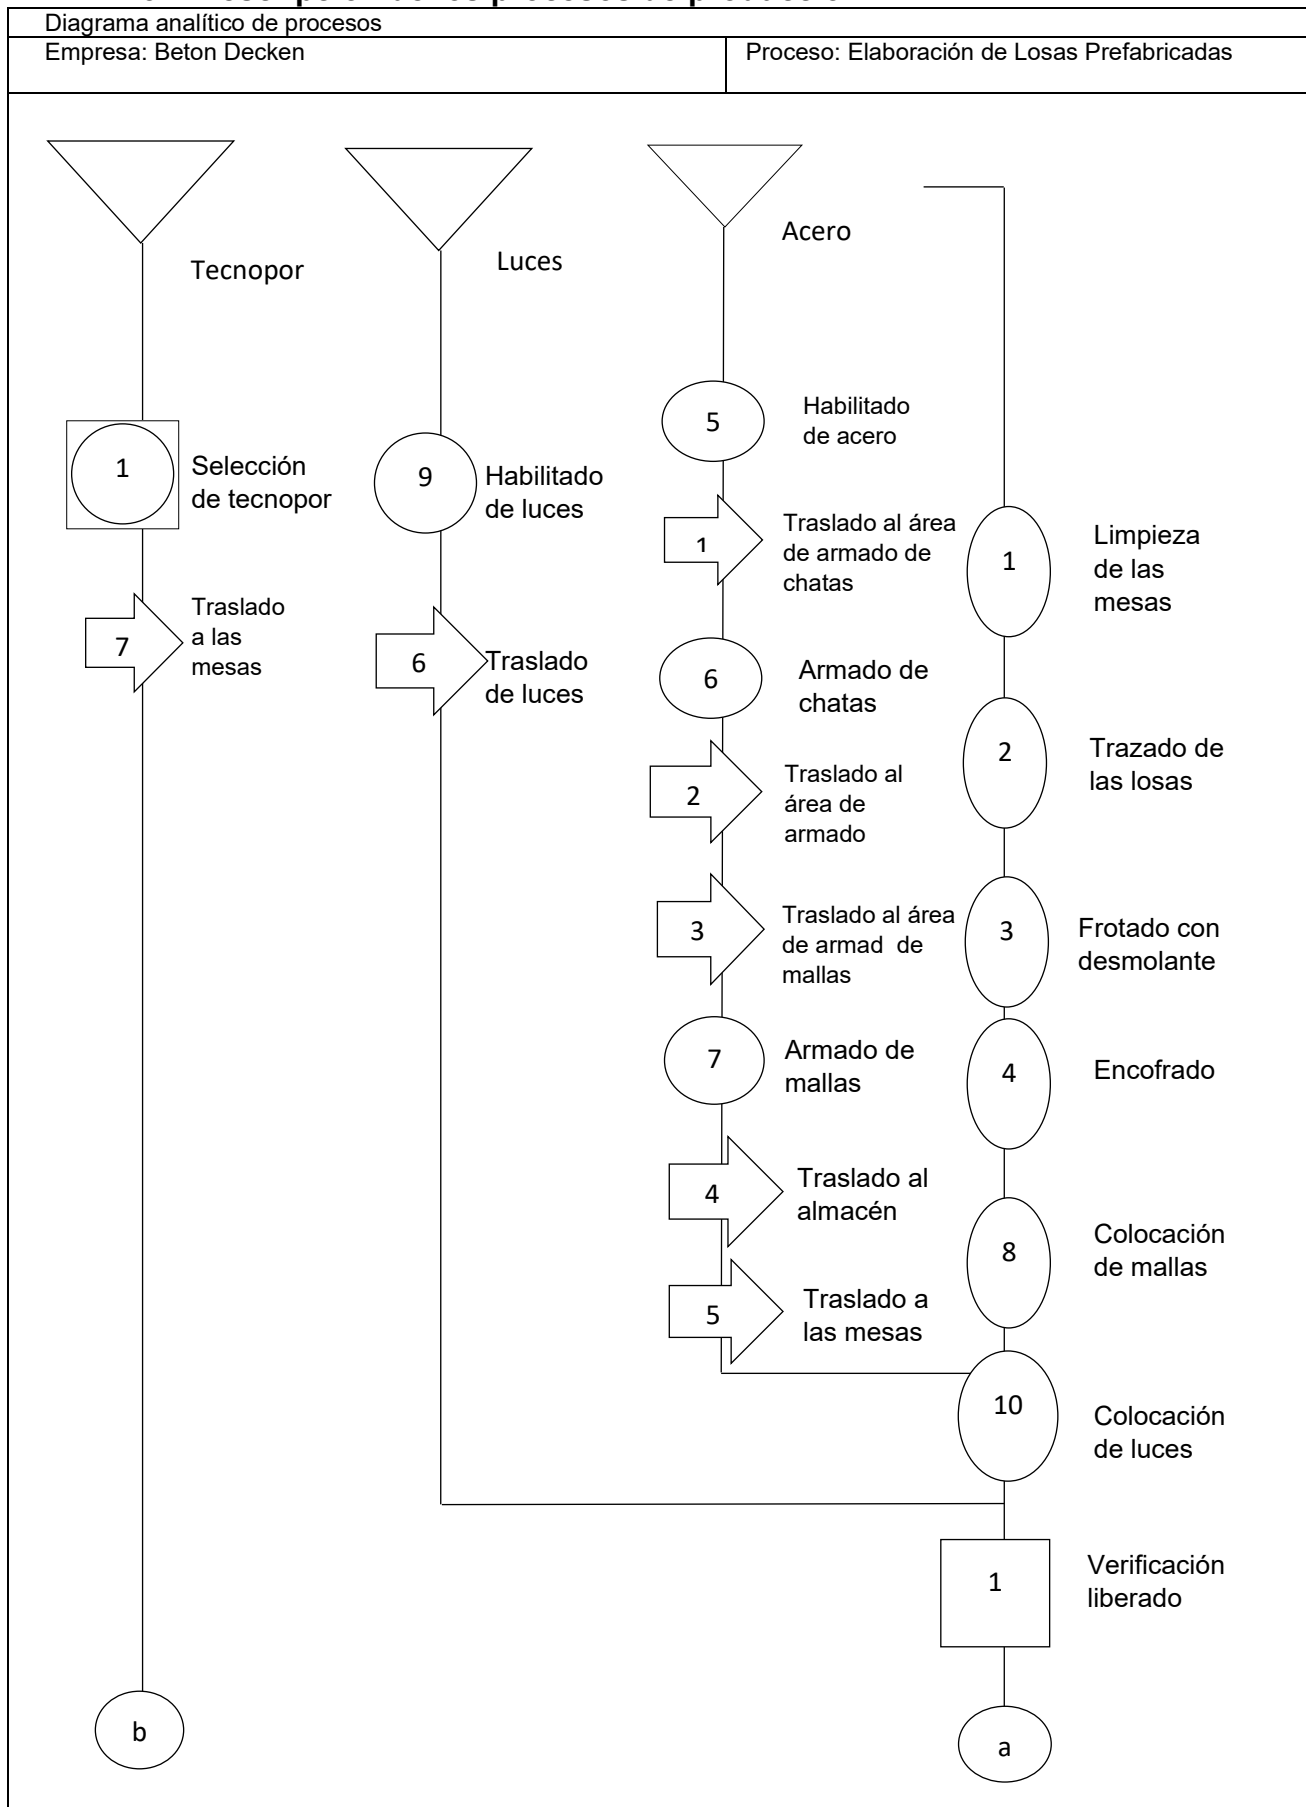 Diagrama analítico de procesos
Empresa: Beton Decken
Proceso: Elaboración de Losas Prefabricadas
Tecnopor
Luces
Acero
1
Selección
de tecnopor
7
Traslado
a las
mesas
9
Habilitado
de luces
6
Traslado
de luces
5
Habilitado
de acero
1
Traslado al área
de armado de
chatas
6
Armado de
chatas
2
Traslado al
área de
armado
3
Traslado al área
de armad de
mallas
7
Armado de
mallas
4
Traslado al
almacén
5
Traslado a
las mesas
1
Limpieza
de las
mesas
2
Trazado de
las losas
3
Frotado con
desmolante
4
Encofrado
8
Colocación
de mallas
10
Colocación
de luces
1
Verificación
liberado
b
a